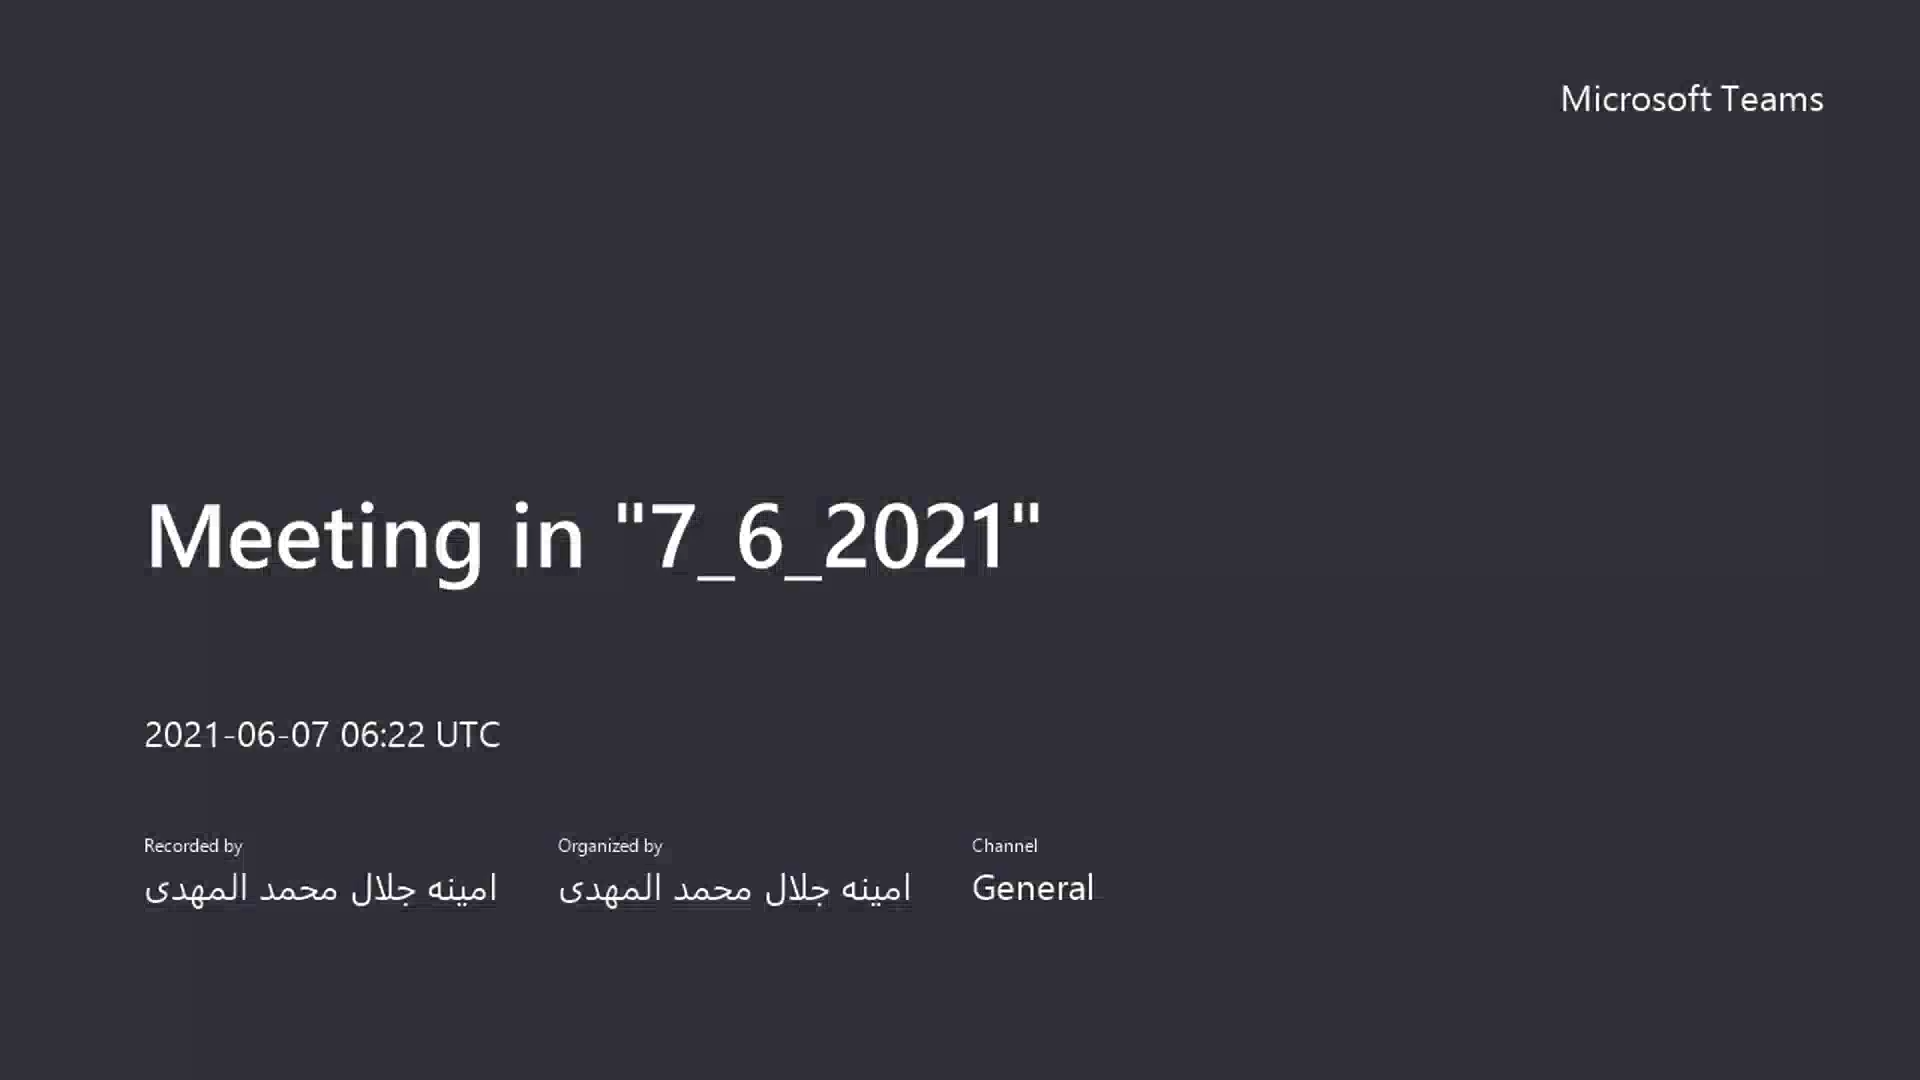 Microsoft Teams
Meeting in "7_6_2021"
2021-06-07 06:22 UTC
Recorded by
امينه جلال محمد المهدى
Organized by
امينه جلال محمد المهدى
Channel
General